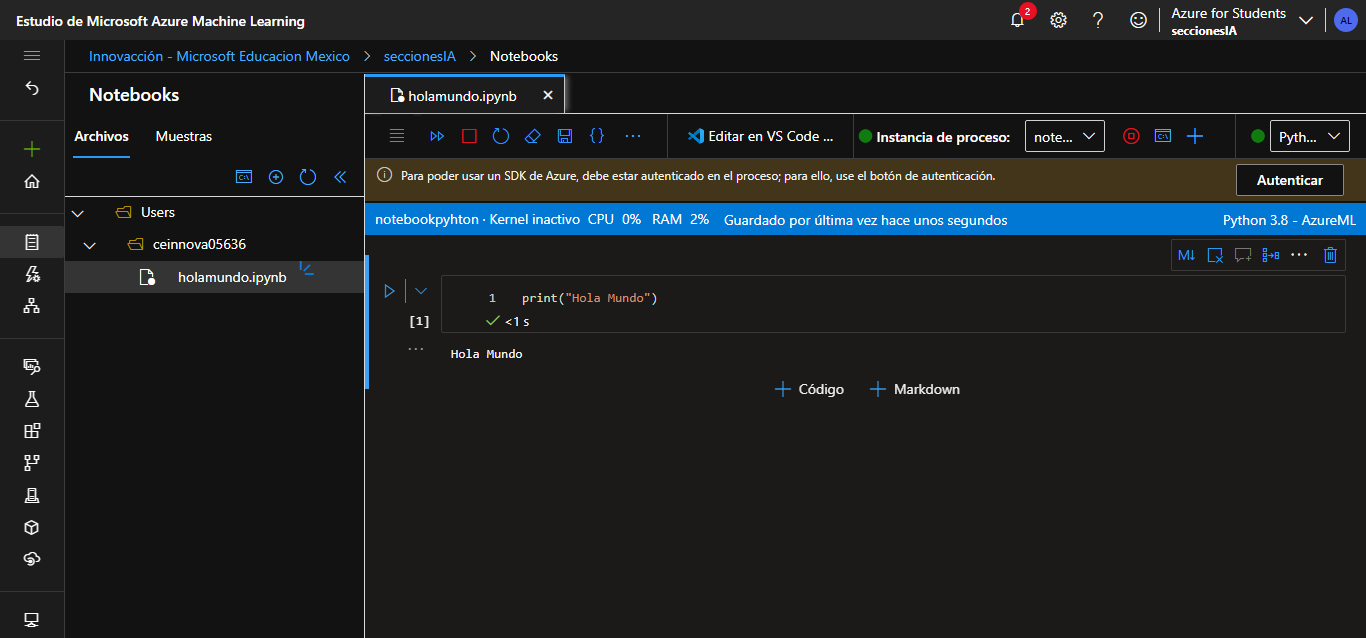 Estudio de Microsoft Azure Machine Learning
2
Azure for Students
seccionesIA
AL
Innovacción - Microsoft Educacion Mexico > seccionesIA > Notebooks
Notebooks
Archivos Muestras
Users
ceinnova05636
holamundo.ipynb
holamundo.ipynb
Editar en VS Code ... Instancia de proceso: note... Pyth...
Para poder usar un SDK de Azure, debe estar autenticado en el proceso; para ello, use el botón de autenticación.
Autenticar
notebookpyhton · Kernel inactivo CPU 0% RAM 2% Guardado por última vez hace unos segundos Python 3.8 - AzureML
M↓
1 print("Hola Mundo")
[1] <1 s
Hola Mundo
+ Código + Markdown